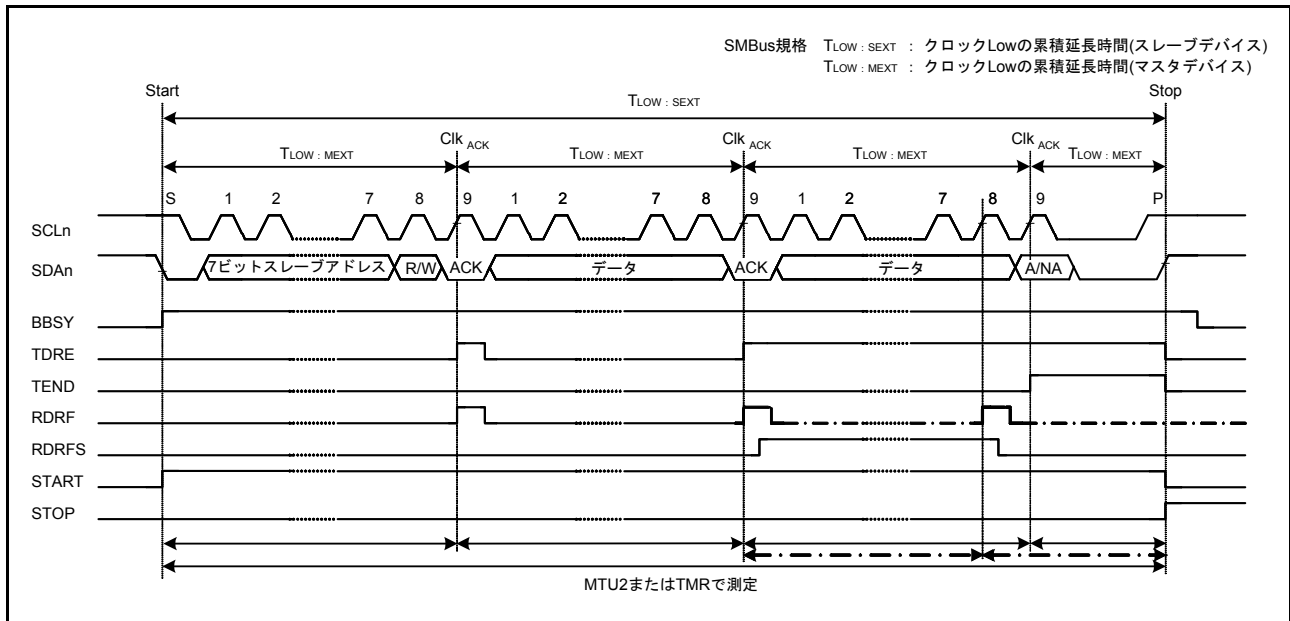 SMBus規格 TLOW : SEXT : クロックLowの累積延長時間(スレーブデバイス)
TLOW : MEXT : クロックLowの累積延長時間(マスタデバイス)
Start Stop
TLOW : SEXT
Clk ACK Clk ACK Clk ACK
TLOW : MEXT TLOW : MEXT TLOW : MEXT TLOW : MEXT
S 1 2 7 8 9 1 2 7 8 9 1 2 7 8 9 P
SCLn
SDAn 7ビットスレーブアドレス R/W ACK データ ACK データ A/NA
BBSY
TDRE
TEND
RDRF
RDRFS
START
STOP
MTU2またはTMRで測定